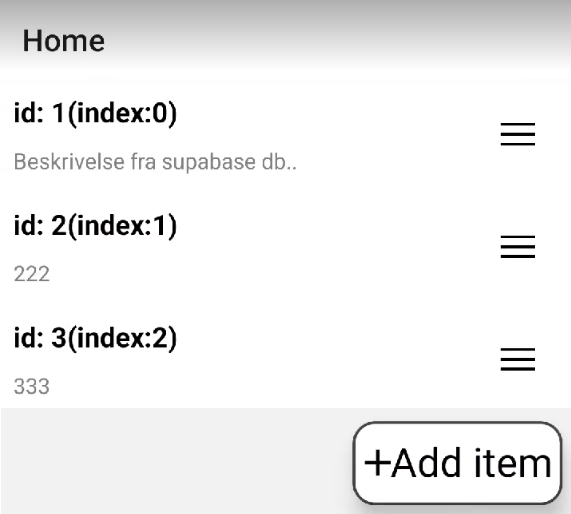 Home
id: 1(index:0)
Beskrivelse fra supabase db..
id: 2(index:1)
222
id: 3(index:2)
333
+Add item